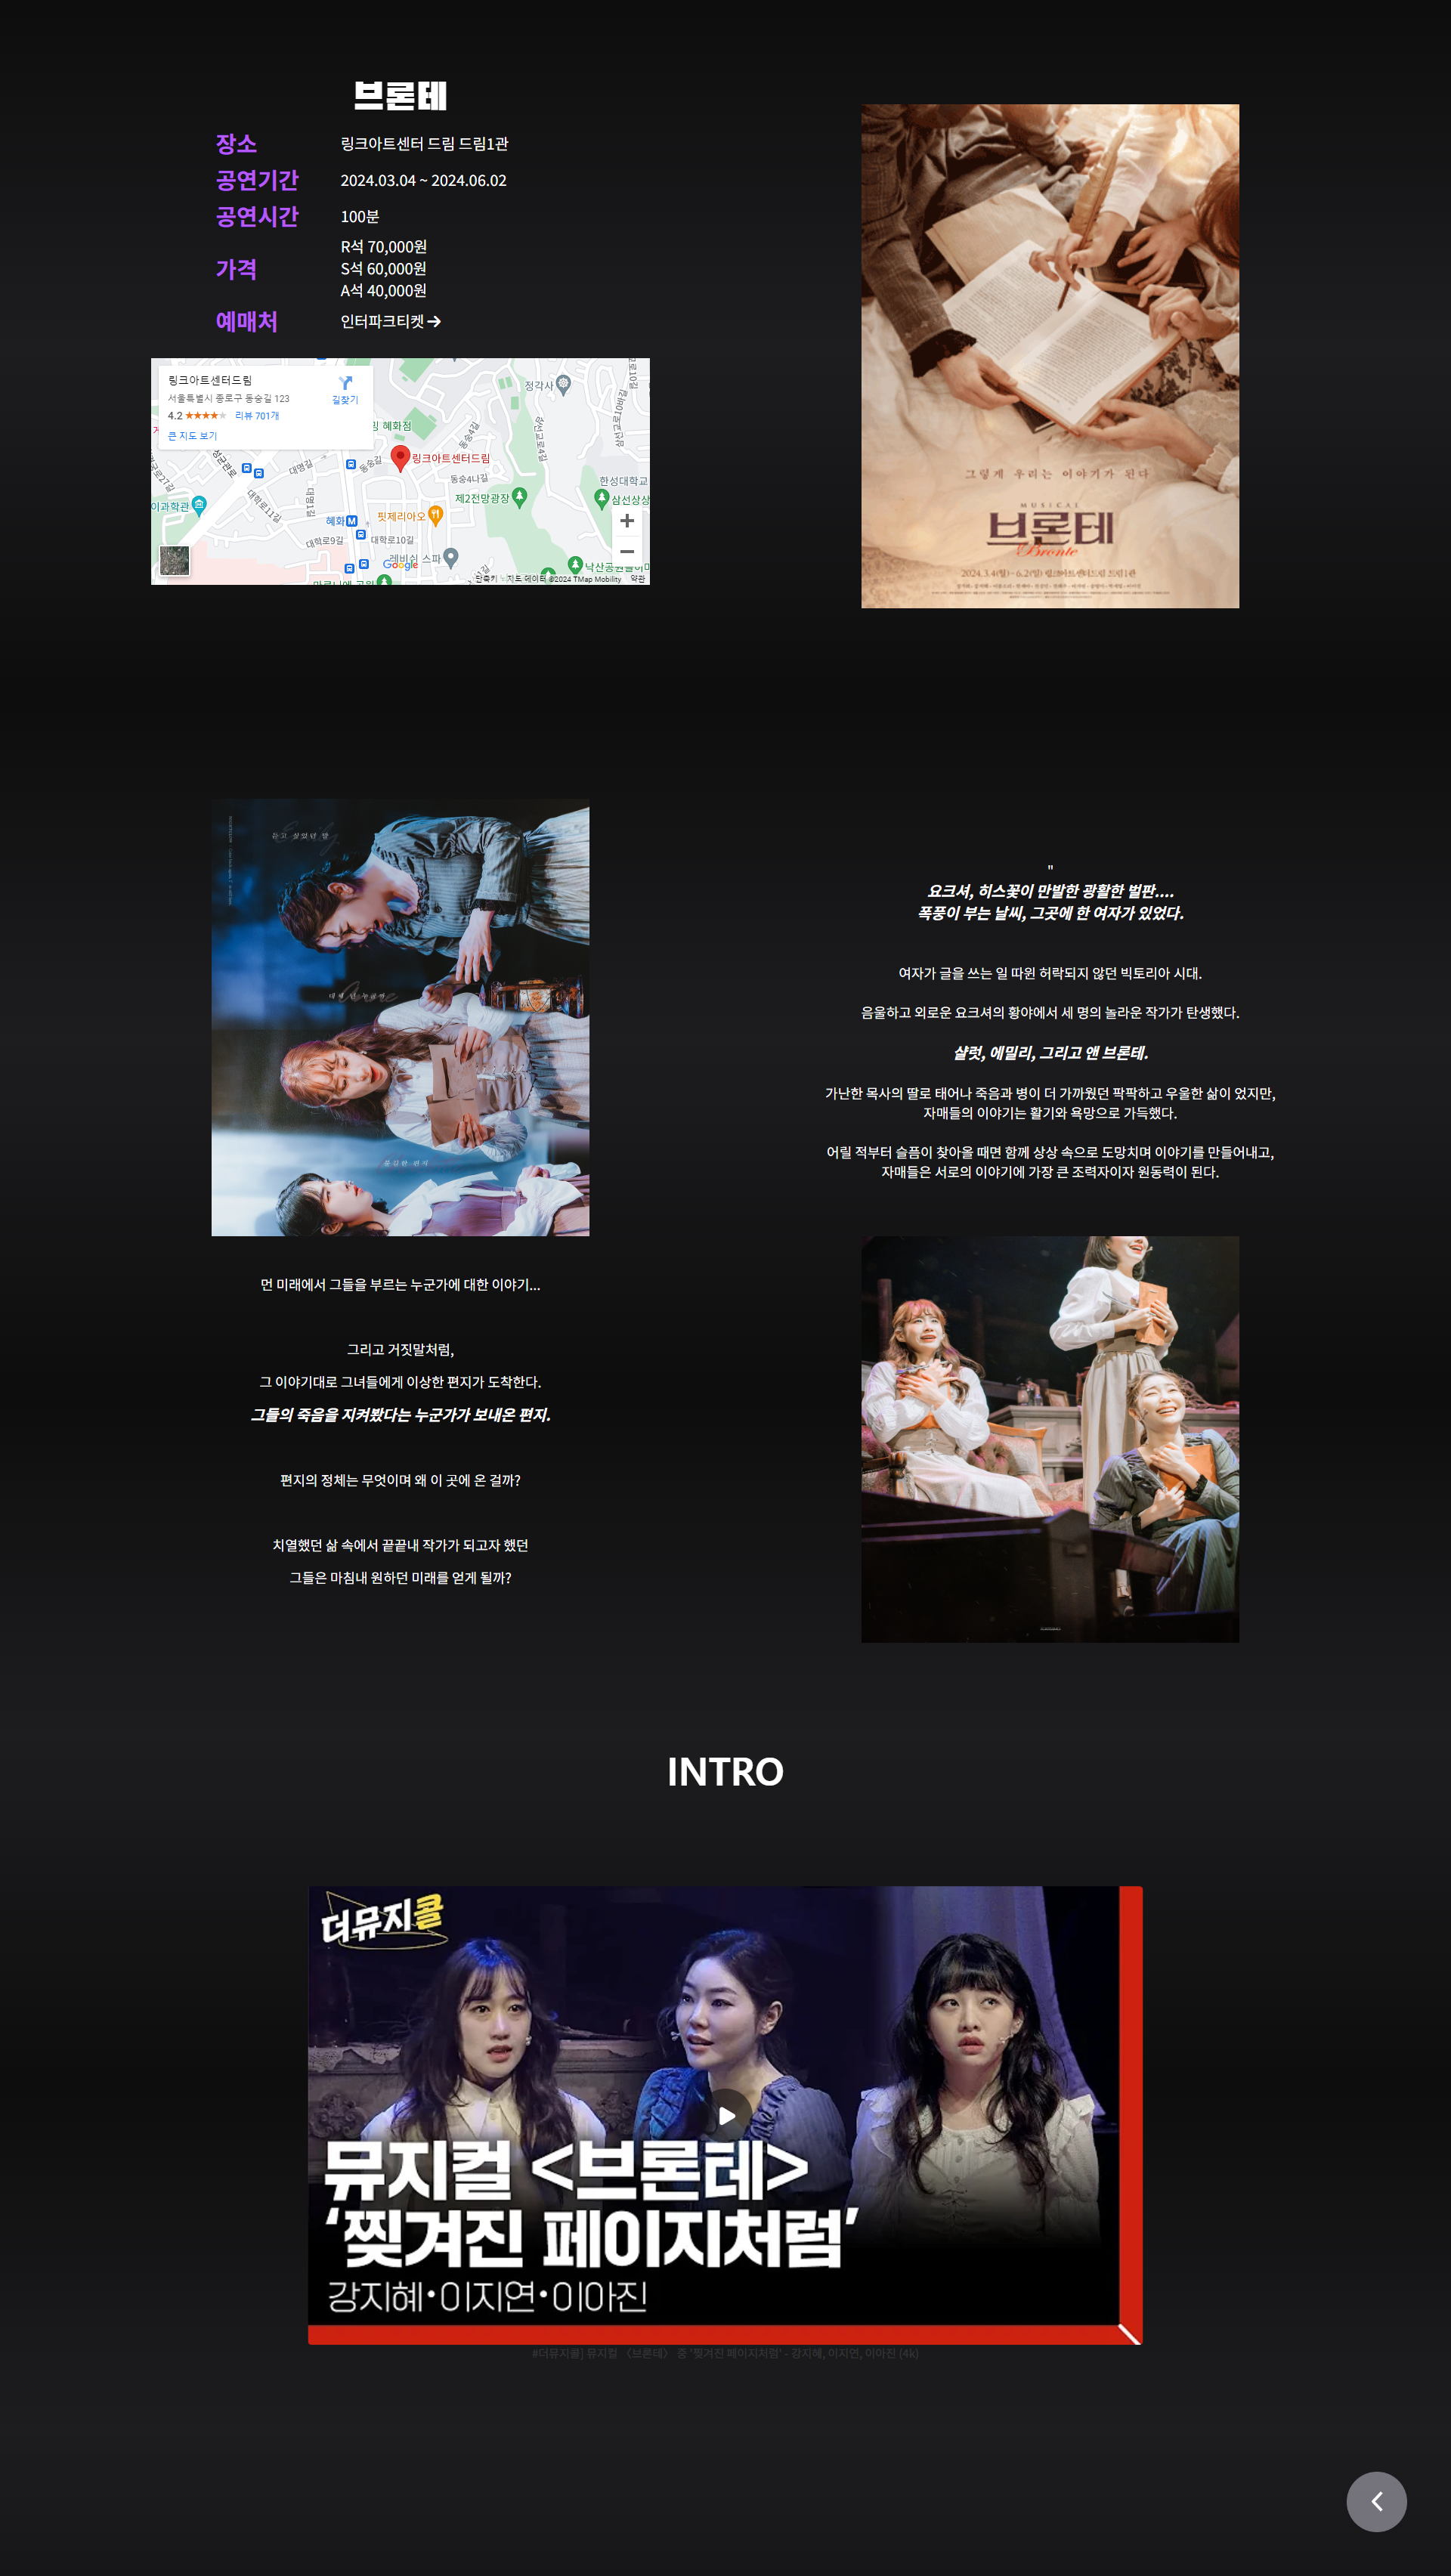 브론테
장소 링크아트센터 드림 드림1관
공연기간 2024.03.04 ~ 2024.06.02
공연시간 100분
가격
R석 70,000원
S석 60,000원
A석 40,000원
예매처 인터파크티켓
링크아트센터드림
서울특별시 종로구 동숭길 123
4.2 리뷰 701개
큰 지도 보기
길찾기
정각사
혜화점
동숭4길
링크아트센터드림
동숭길
동숭4나길
대명길
성균관로
한성대학교
제2전망광장
삼선상상
이과학관
대학로11길
대명1길
혜화
핏제리아오
대학로9길
대학로10길
레비쉬 스파
Google
지도 데이터 ©2024 TMap Mobility
약관
그렇게 우리는 이야기가 된다
MUSICAL
브론테
Bronte
2024.3.4(월) - 6.2(일) 링크아트센터드림 드림1관
"
요크셔, 히스꽃이 만발한 광활한 벌판....
폭풍이 부는 날씨, 그곳에 한 여자가 있었다.
여자가 글을 쓰는 일 따윈 허락되지 않던 빅토리아 시대.
음울하고 외로운 요크셔의 황야에서 세 명의 놀라운 작가가 탄생했다.
샬럿, 에밀리, 그리고 앤 브론테.
가난한 목사의 딸로 태어나 죽음과 병이 더 가까웠던 팍팍하고 우울한 삶이 었지만,
자매들의 이야기는 활기와 욕망으로 가득했다.
어릴 적부터 슬픔이 찾아올 때면 함께 상상 속으로 도망치며 이야기를 만들어내고,
자매들은 서로의 이야기에 가장 큰 조력자이자 원동력이 된다.
듣고 싶었던 말
먼 미래에서 그들을 부르는 누군가에 대한 이야기...
그리고 거짓말처럼,
그 이야기대로 그녀들에게 이상한 편지가 도착한다.
그들의 죽음을 지켜봤다는 누군가가 보내온 편지.
편지의 정체는 무엇이며 왜 이 곳에 온 걸까?
치열했던 삶 속에서 끝끝내 작가가 되고자 했던
그들은 마침내 원하던 미래를 얻게 될까?
INTRO
더뮤지콜
뮤지컬 <브론테>
‘찢겨진 페이지처럼’
강지혜•이지연•이아진
#더뮤지콜] 뮤지컬 〈브론테〉 중 '찢겨진 페이지처럼' - 강지혜, 이지연, 이아진 (4k)